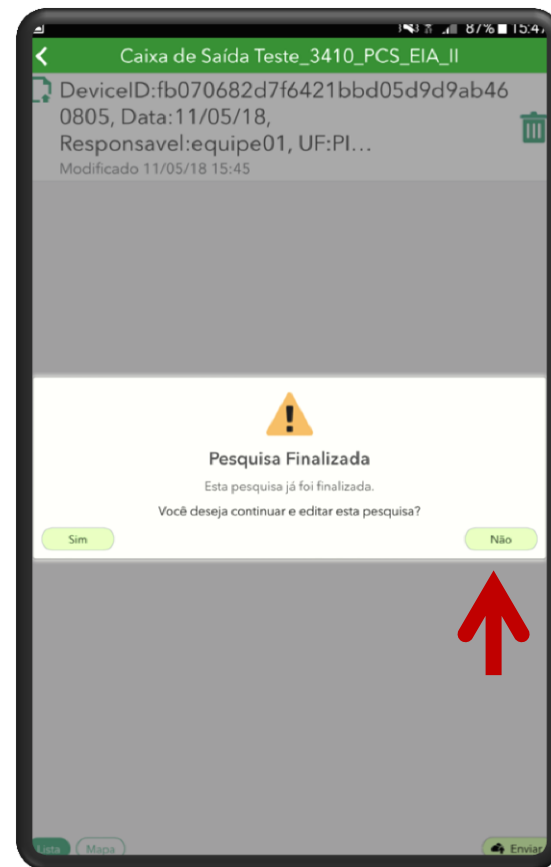 87% 15:47
Caixa de Saída Teste_3410_PCS_EIA_II
DeviceID:fb070682d7f6421bbd05d9d9ab46
0805, Data:11/05/18,
Responsavel:equipe01, UF:PI...
Modificado 11/05/18 15:45
Pesquisa Finalizada
Esta pesquisa já foi finalizada.
Você deseja continuar e editar esta pesquisa?
Sim
Não
Lista
Mapa
Enviar